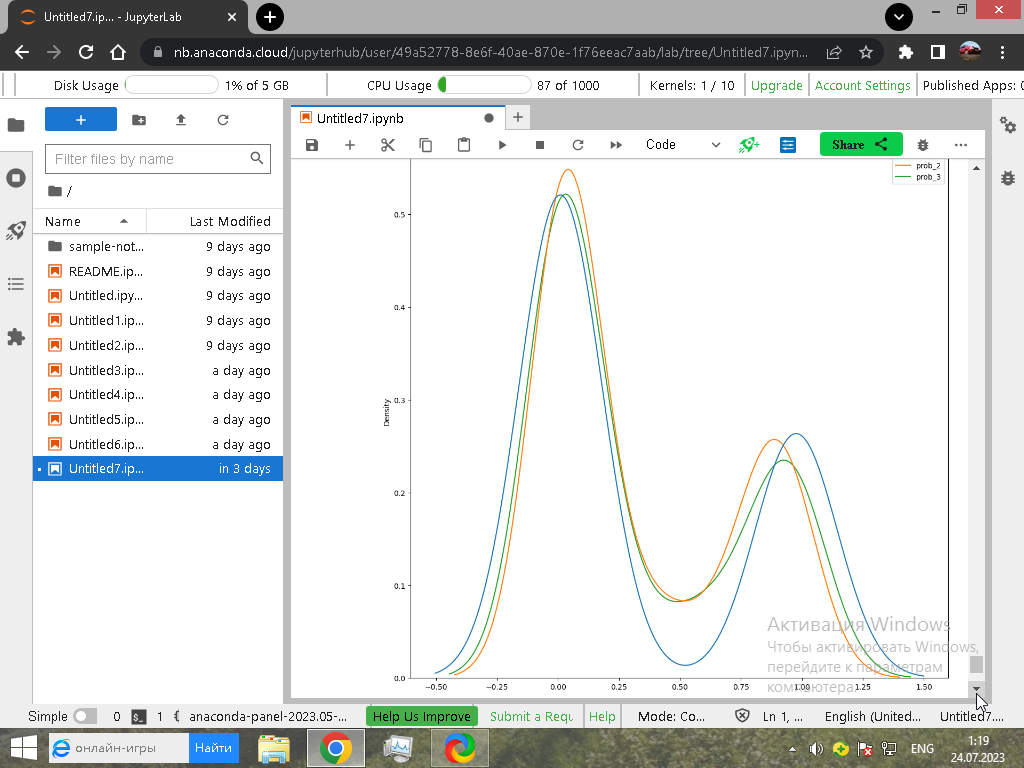 Untitled7.ip... - JupyterLab
nb.anaconda.cloud/jupyterhub/user/49a52778-8e6f-40ae-870e-1f76eeac7aab/lab/tree/Untitled7.ipyn...
Disk Usage 1% of 5 GB CPU Usage 87 of 1000 Kernels: 1 / 10 Upgrade Account Settings Published Apps: 0
Untitled7.ipynb
Filter files by name
Code Share
/
Name Last Modified
sample-not... 9 days ago
README.ip... 9 days ago
Untitled.ipy... 9 days ago
Untitled1.ip... 9 days ago
Untitled2.ip... 9 days ago
Untitled3.ip... a day ago
Untitled4.ip... a day ago
Untitled5.ip... a day ago
Untitled6.ip... a day ago
Untitled7.ip... in 3 days
prob_2
prob_3
0.5
0.4
0.3
0.2
0.1
0.0
Density
−0.50 −0.25 0.00 0.25 0.50 0.75 1.00 1.25 1.50
Активация Windows
Чтобы активировать Windows,
перейдите к параметрам
компьютера.
Simple 0 1 anaconda-panel-2023.05-... Help Us Improve Submit a Requ Help Mode: Co... Ln 1, ... English (United... Untitled7....
онлайн-игры Найти
ENG
1:19
24.07.2023